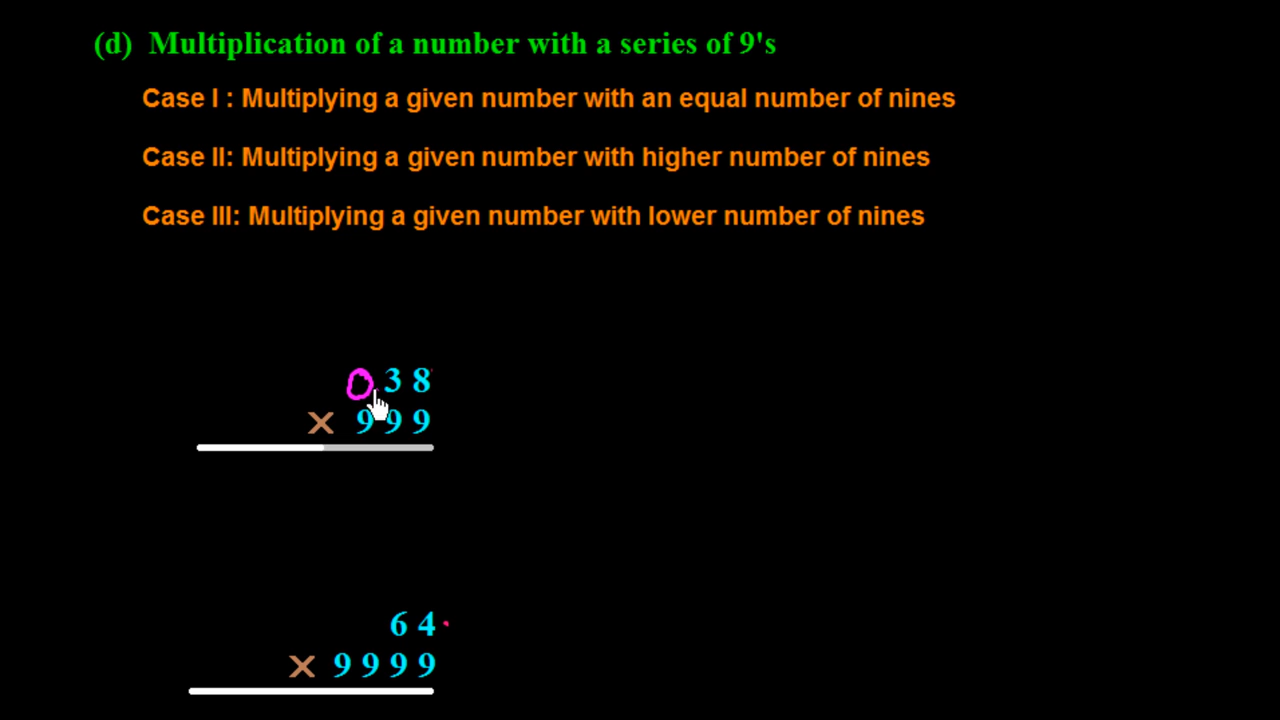 (d) Multiplication of a number with a series of 9's
Case I : Multiplying a given number with an equal number of nines
Case II: Multiplying a given number with higher number of nines
Case III: Multiplying a given number with lower number of nines
0 3 8
× 9 9 9
6 4
× 9 9 9 9